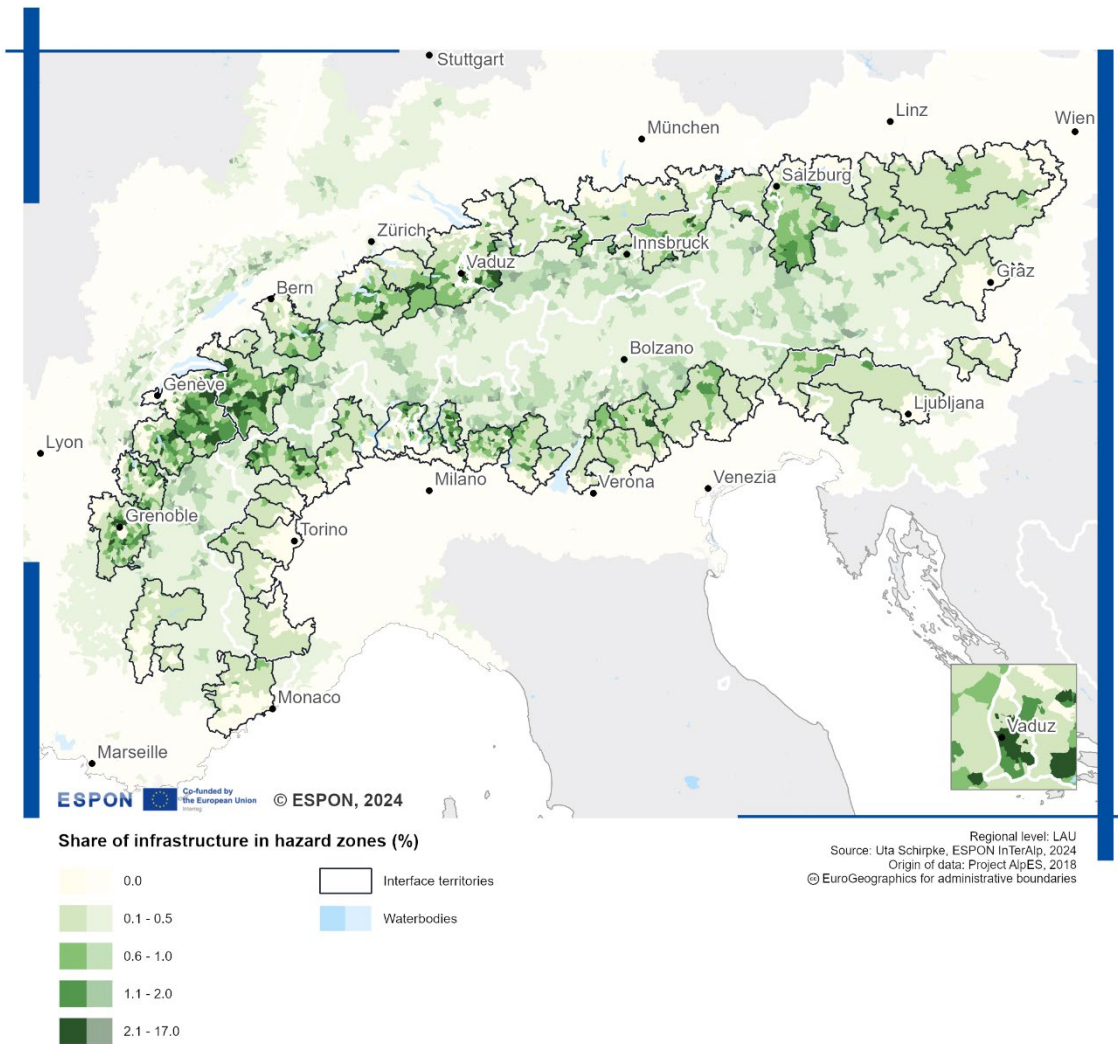 Stuttgart
Linz
Wien
München
Salzburg
Zürich
Innsbruck
Vaduz
Bern
Graz
Bolzano
Genève
Ljubljana
Lyon
Milano
Verona
Venezia
Grenoble
Torino
Monaco
Vaduz
Marseille
ESPON
Co-funded by
the European Union
Interreg
© ESPON, 2024
Share of infrastructure in hazard zones (%)
0.0
0.1 - 0.5
0.6 - 1.0
1.1 - 2.0
2.1 - 17.0
Interface territories
Waterbodies
Regional level: LAU
Source: Uta Schirpke, ESPON InTerAlp, 2024
Origin of data: Project AlpES, 2018
cc EuroGeographics for administrative boundaries